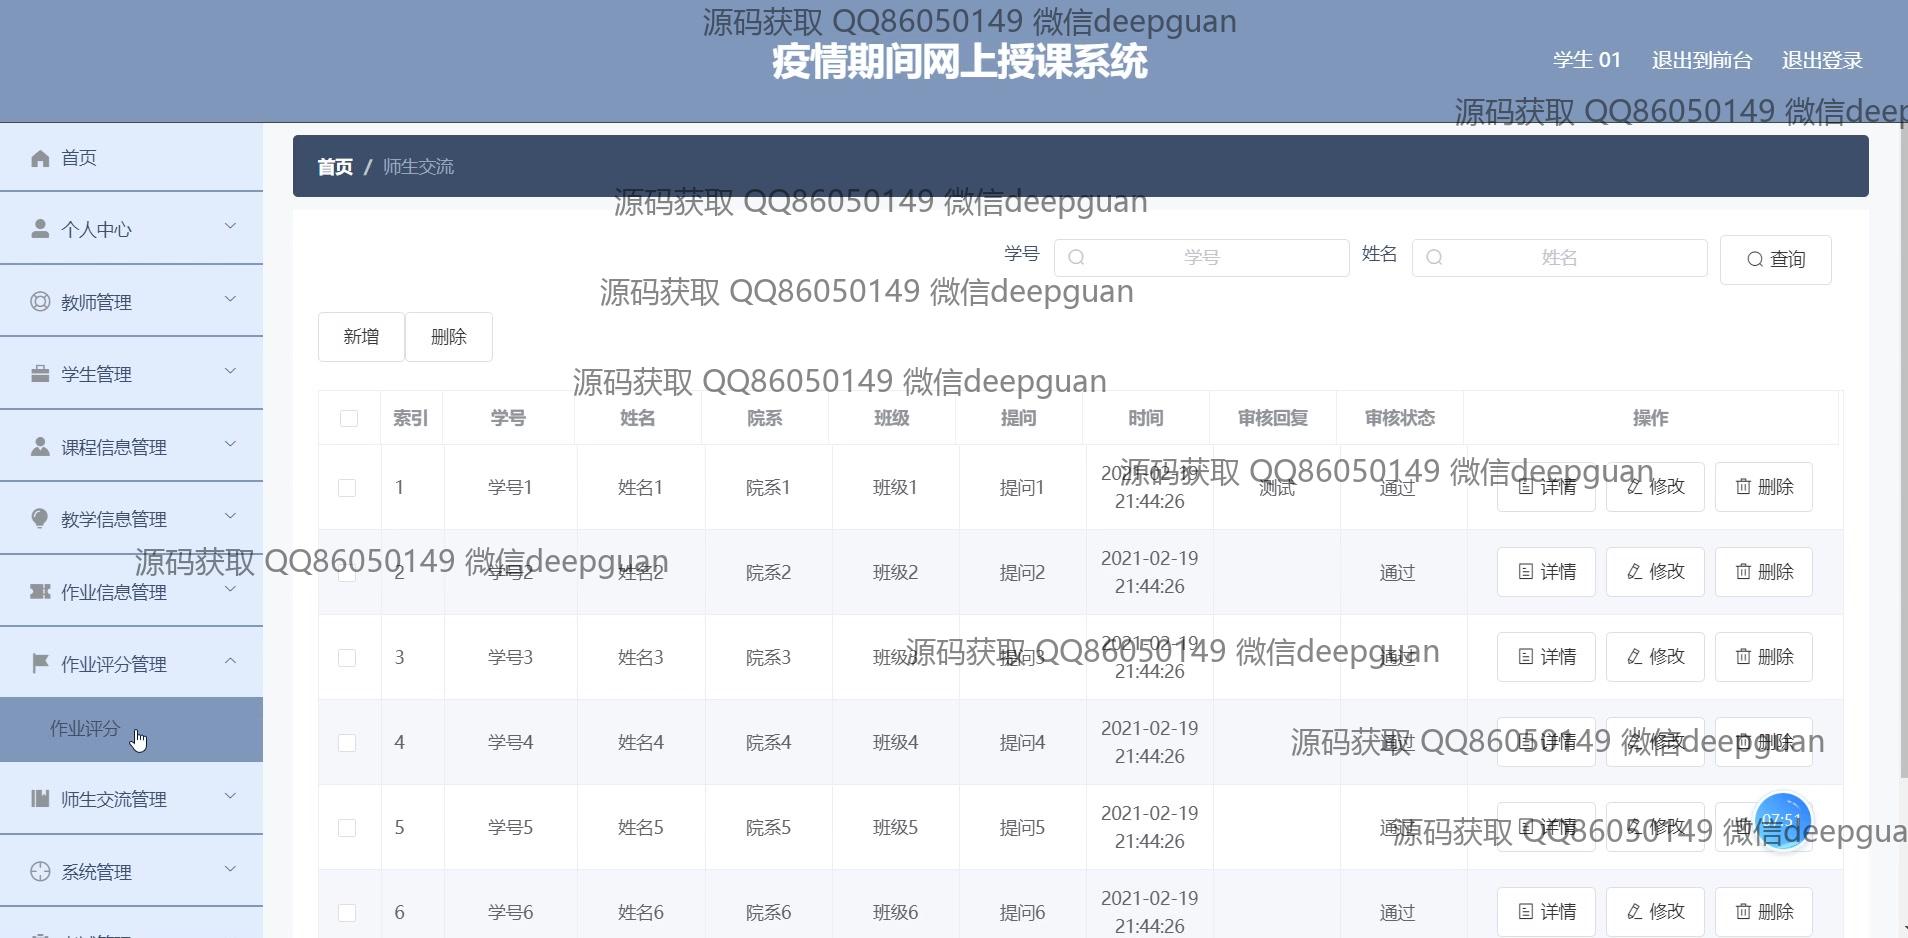 源码获取 QQ86050149 微信deepguan
疫情期间网上授课系统
学生 01 退出到前台 退出登录
源码获取 QQ86050149 微信deep
首页
首页 / 师生交流
源码获取 QQ86050149 微信deepguan
个人中心
学号 学号 姓名 姓名 查询
源码获取 QQ86050149 微信deepguan
教师管理
新增 删除
学生管理
源码获取 QQ86050149 微信deepguan
索引 学号 姓名 院系 班级 提问 时间 审核回复 审核状态 操作
课程信息管理
源码获取 QQ86050149 微信deepguan
1 学号1 姓名1 院系1 班级1 提问1 2021-02-19 21:44:26 测试 通过 详情 修改 删除
教学信息管理
源码获取 QQ86050149 微信deepguan
2 学号2 姓名2 院系2 班级2 提问2 2021-02-19 21:44:26 通过 详情 修改 删除
作业信息管理
源码获取 QQ86050149 微信deepguan
3 学号3 姓名3 院系3 班级3 提问3 2021-02-19 21:44:26 通过 详情 修改 删除
作业评分管理
作业评分
源码获取 QQ86050149 微信deepguan
4 学号4 姓名4 院系4 班级4 提问4 2021-02-19 21:44:26 通过 详情 修改 删除
师生交流管理
源码获取 QQ86050149 微信deepgua
5 学号5 姓名5 院系5 班级5 提问5 2021-02-19 21:44:26 通过 详情 修改 删除
07:51
系统管理
6 学号6 姓名6 院系6 班级6 提问6 2021-02-19 21:44:26 通过 详情 修改 删除